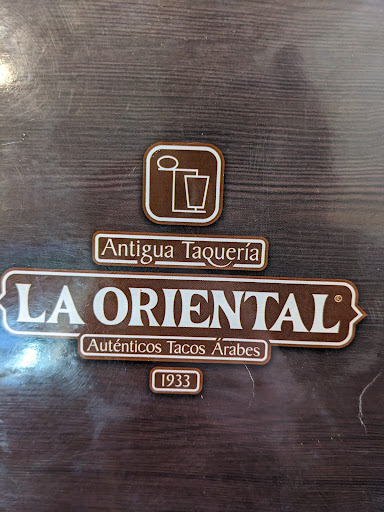 Antigua Taquería
LA ORIENTAL©
Auténticos Tacos Árabes
1933